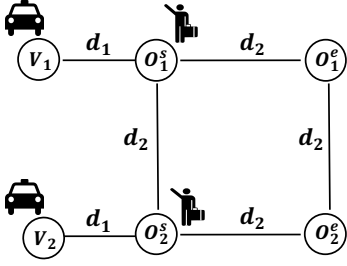 V₁ d₁ O₁ˢ d₂ O₁ᵉ
d₂ d₂
V₂ d₁ O₂ˢ d₂ O₂ᵉ